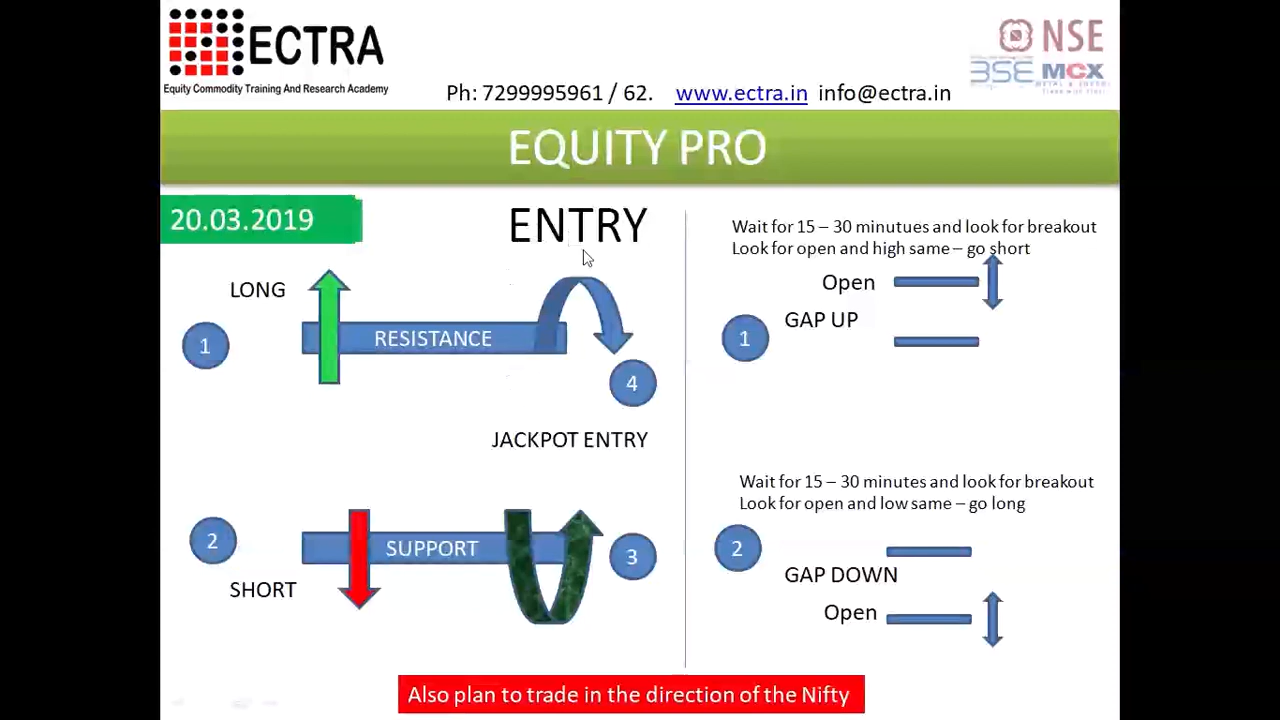 ECTRA
Equity Commodity Training And Research Academy
NSE
BSE MCX
Ph: 7299995961 / 62. www.ectra.in info@ectra.in
EQUITY PRO
20.03.2019
ENTRY
LONG
1
RESISTANCE
4
JACKPOT ENTRY
2
SUPPORT
3
SHORT
Wait for 15 – 30 minutues and look for breakout
Look for open and high same – go short
Open
GAP UP
1
Wait for 15 – 30 minutes and look for breakout
Look for open and low same – go long
2
GAP DOWN
Open
Also plan to trade in the direction of the Nifty